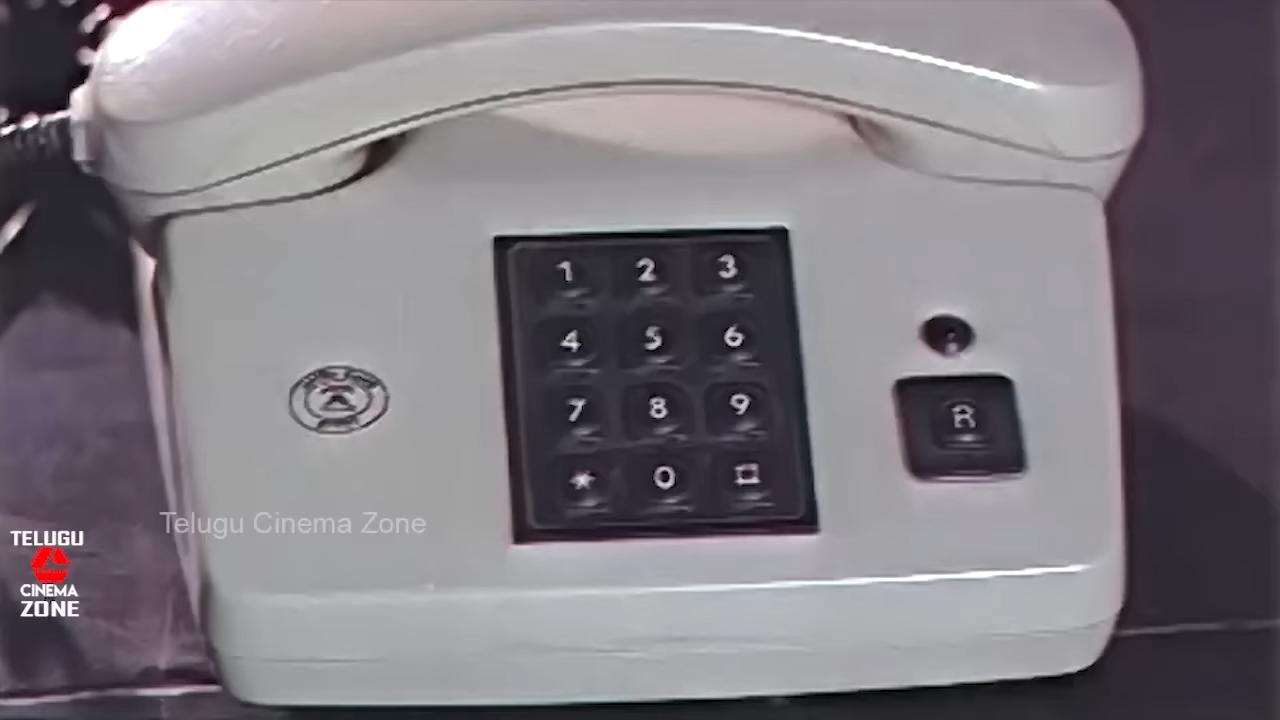 1 2 3
4 5 6
7 8 9
* 0 ¤
R
Telugu Cinema Zone
TELUGU
CINEMA
ZONE